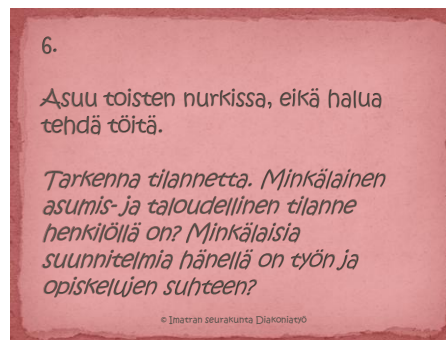 6.
Asuu toisten nurkissa, eikä halua
tehdä töitä.
Tarkenna tilannetta. Minkälainen
asumis- ja taloudellinen tilanne
henkilöllä on? Minkälaisia
suunnitelmia hänellä on työn ja
opiskelujen suhteen?
© Imatran seurakunta Diakoniatyö